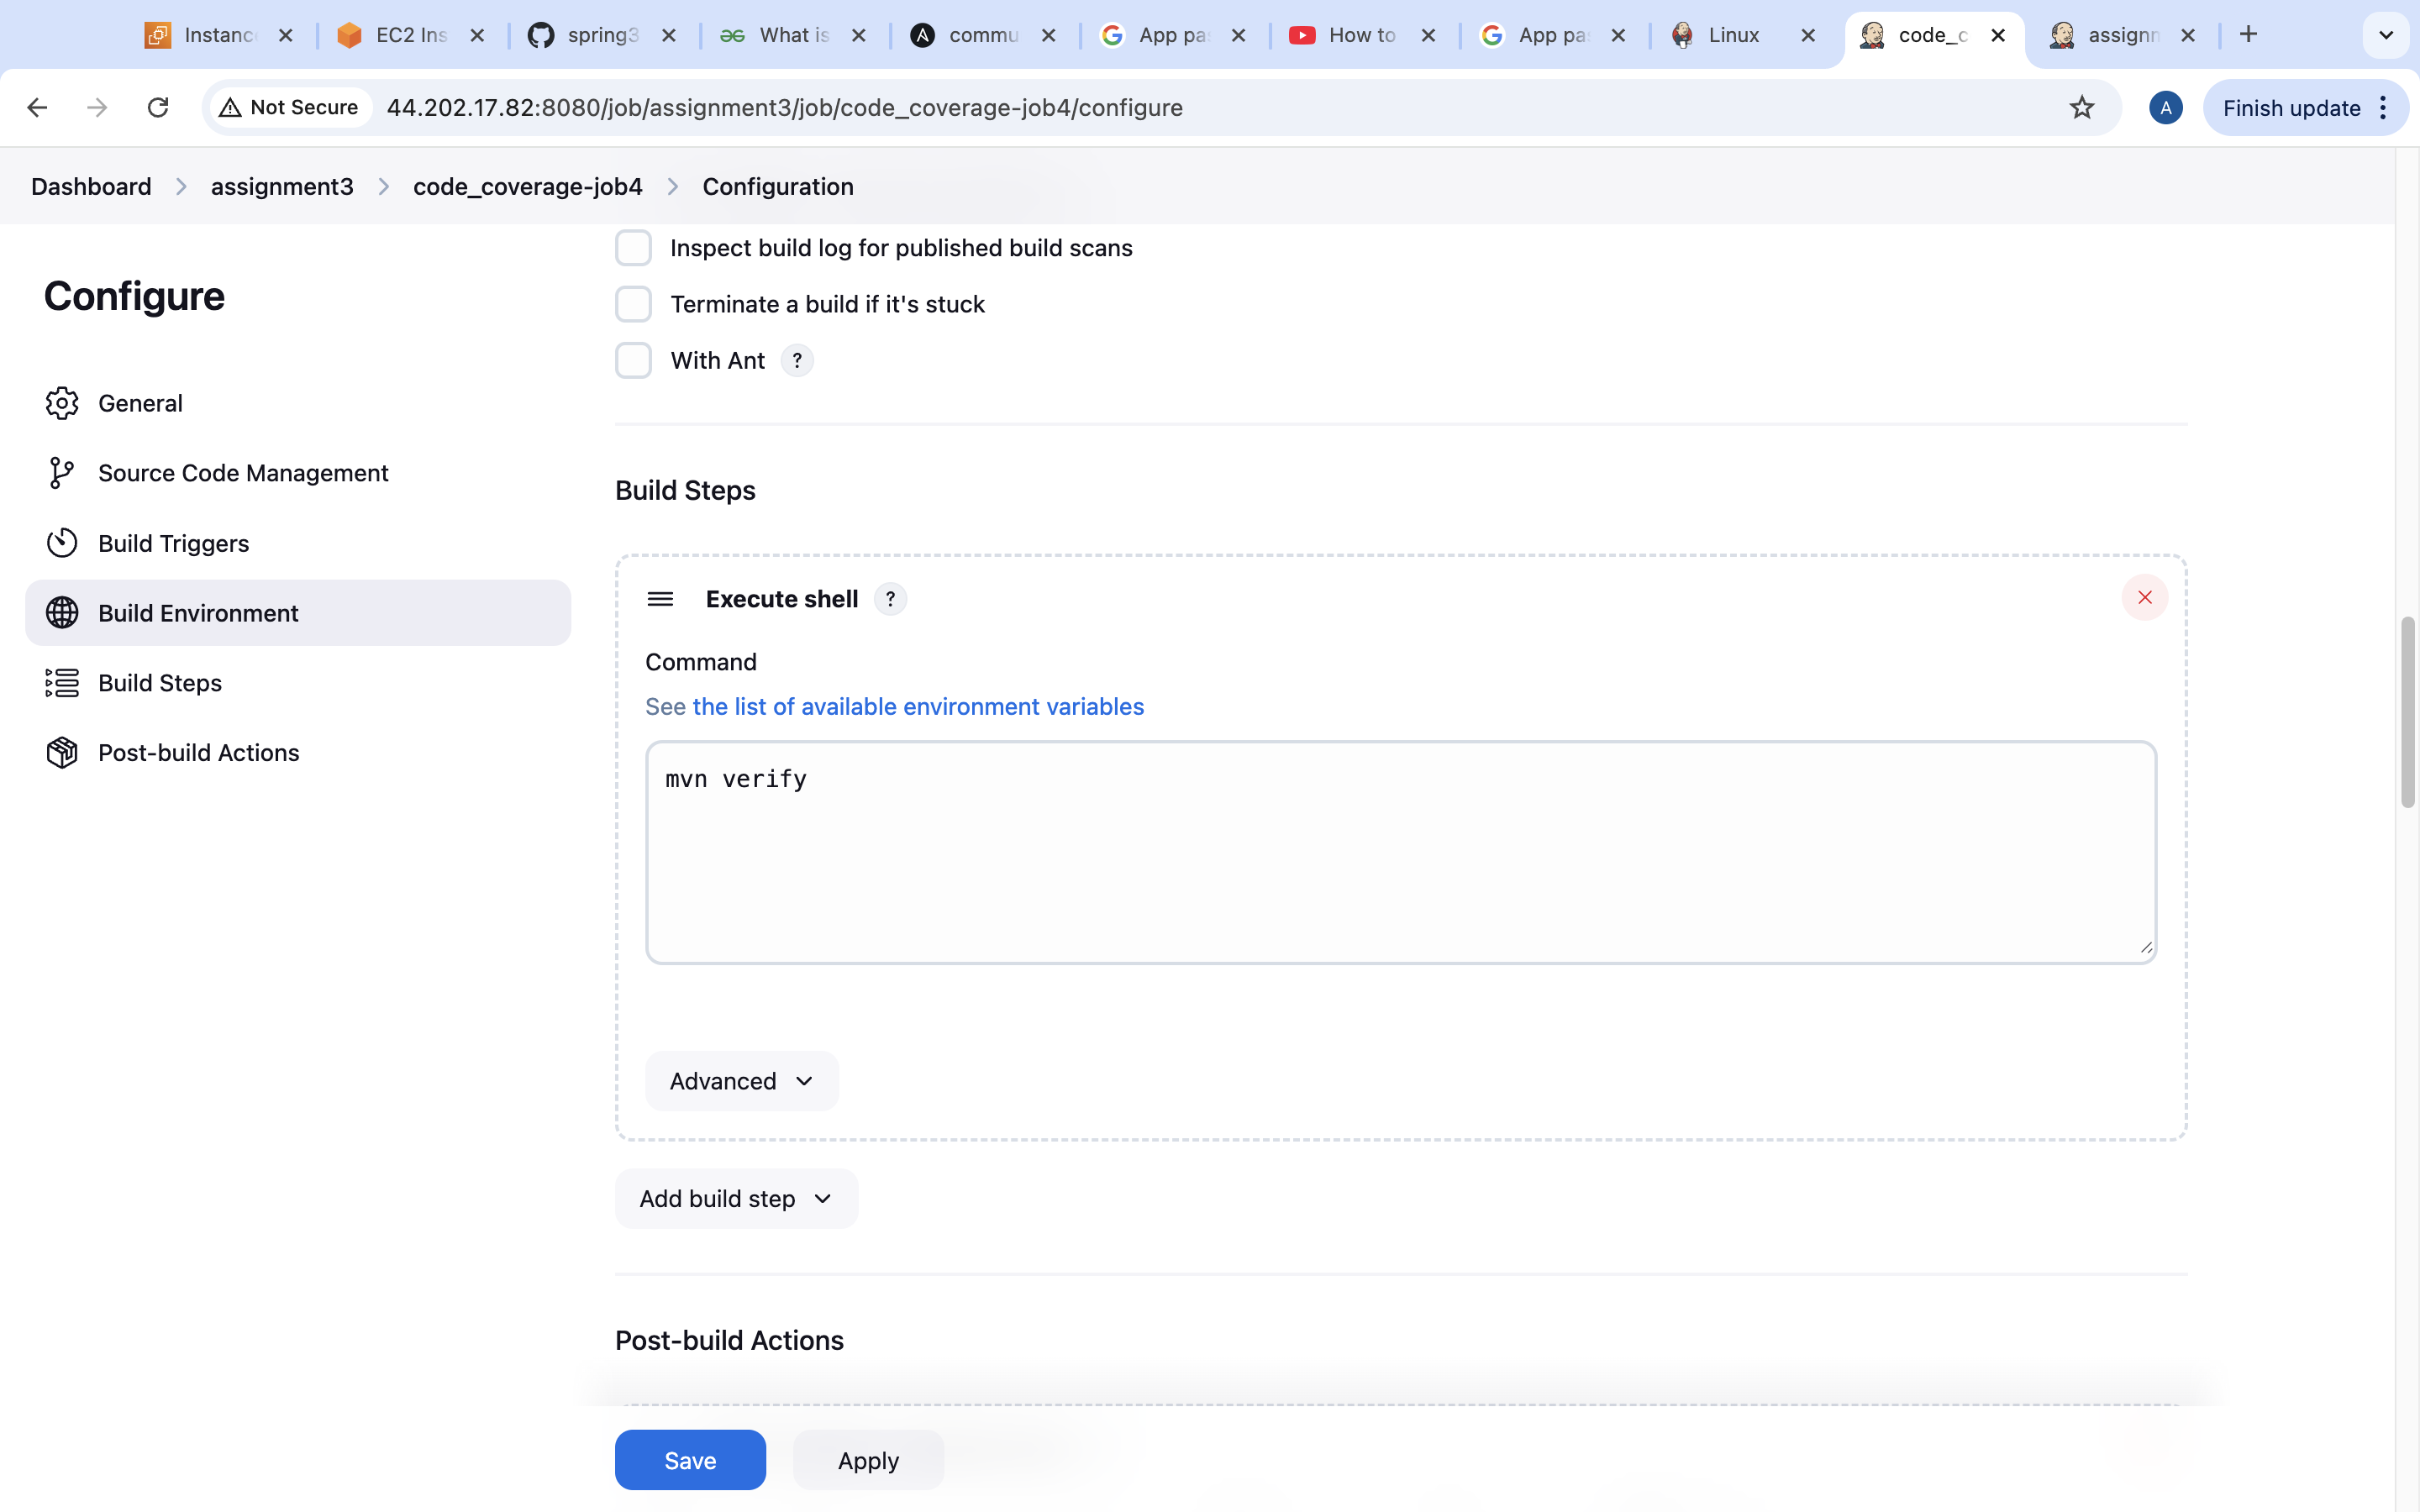 Instanc
EC2 Ins
spring3
What is
commu
App pa
How to
App pa
Linux
code_c
assignm
Not Secure
44.202.17.82:8080/job/assignment3/job/code_coverage-job4/configure
A
Finish update
Dashboard > assignment3 > code_coverage-job4 > Configuration
Configure
General
Source Code Management
Build Triggers
Build Environment
Build Steps
Post-build Actions
Inspect build log for published build scans
Terminate a build if it's stuck
With Ant ?
Build Steps
Execute shell ?
Command
See the list of available environment variables
mvn verify
Advanced
Add build step
Post-build Actions
Save
Apply